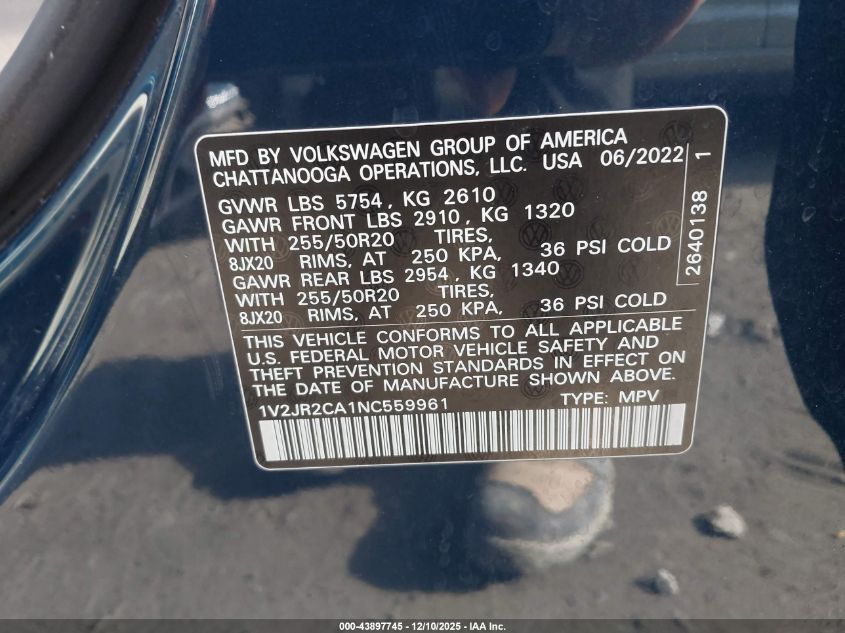 MFD BY VOLKSWAGEN GROUP OF AMERICA
CHATTANOOGA OPERATIONS, LLC. USA 06/2022
GVWR LBS 5754, KG 2610
GAWR FRONT LBS 2910, KG 1320
WITH 255/50R20 TIRES,
8JX20 RIMS, AT 250 KPA, 36 PSI COLD
GAWR REAR LBS 2954, KG 1340
WITH 255/50R20 TIRES,
8JX20 RIMS, AT 250 KPA, 36 PSI COLD
THIS VEHICLE CONFORMS TO ALL APPLICABLE
U.S. FEDERAL MOTOR VEHICLE SAFETY AND
THEFT PREVENTION STANDARDS IN EFFECT ON
THE DATE OF MANUFACTURE SHOWN ABOVE.
1V2JR2CA1NC559961 TYPE: MPV
2640138 1
000-43897745 - 12/10/2025 - IAA Inc.